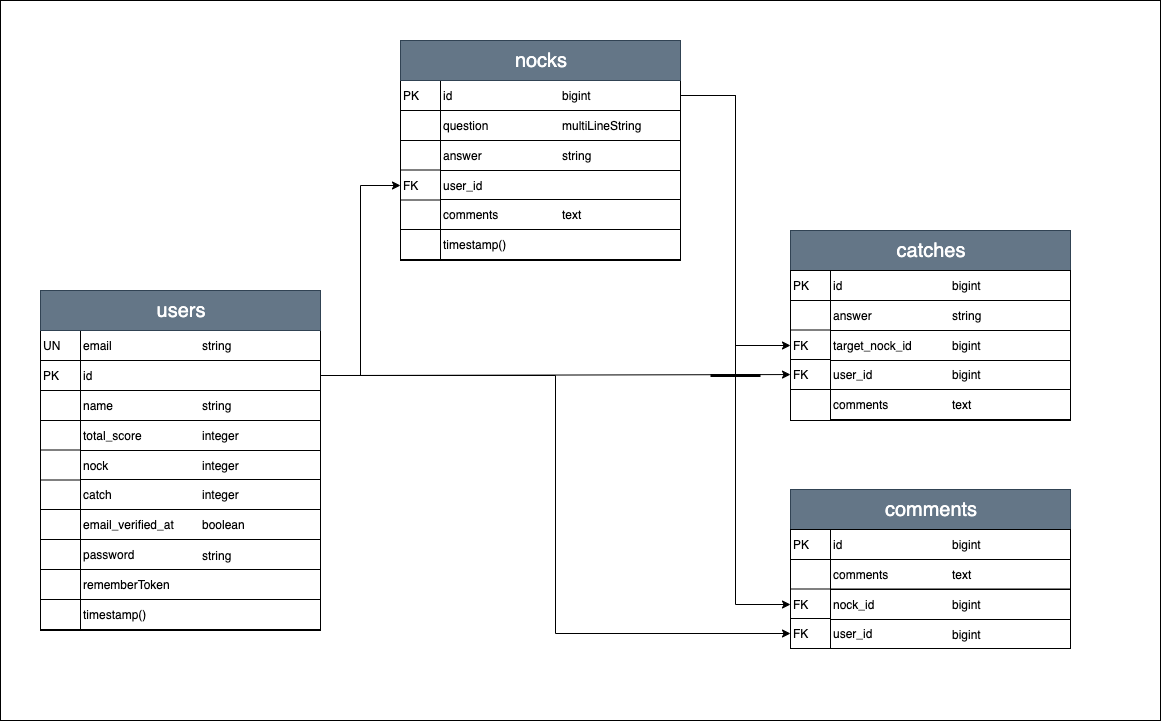 nocks
PK id bigint
question multiLineString
answer string
FK user_id
comments text
timestamp()
users
UN email string
PK id
name string
total_score integer
nock integer
catch integer
email_verified_at boolean
password string
rememberToken
timestamp()
catches
PK id bigint
answer string
FK target_nock_id bigint
FK user_id bigint
comments text
comments
PK id bigint
comments text
FK nock_id bigint
FK user_id bigint